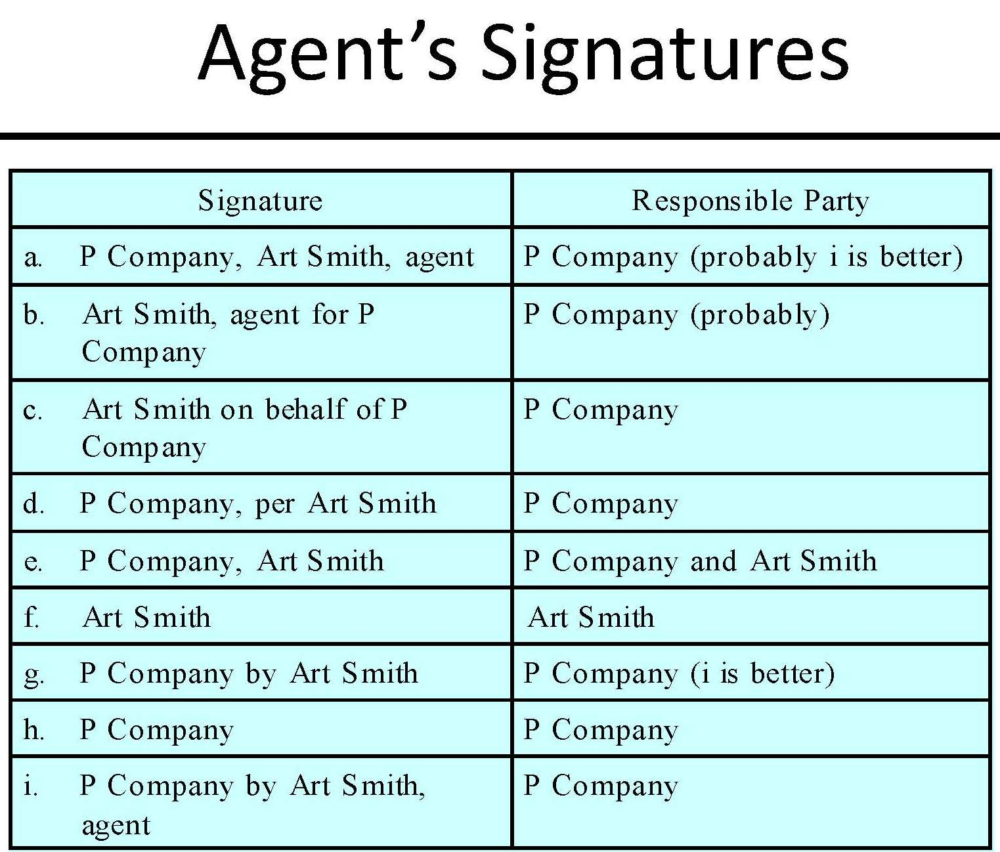 Agent’s Signatures
Signature
Responsible Party
a. P Company, Art Smith, agent
P Company (probably i is better)
b. Art Smith, agent for P
Company
P Company (probably)
c. Art Smith on behalf of P
Company
P Company
d. P Company, per Art Smith
P Company
e. P Company, Art Smith
P Company and Art Smith
f. Art Smith
Art Smith
g. P Company by Art Smith
P Company (i is better)
h. P Company
P Company
i. P Company by Art Smith,
agent
P Company